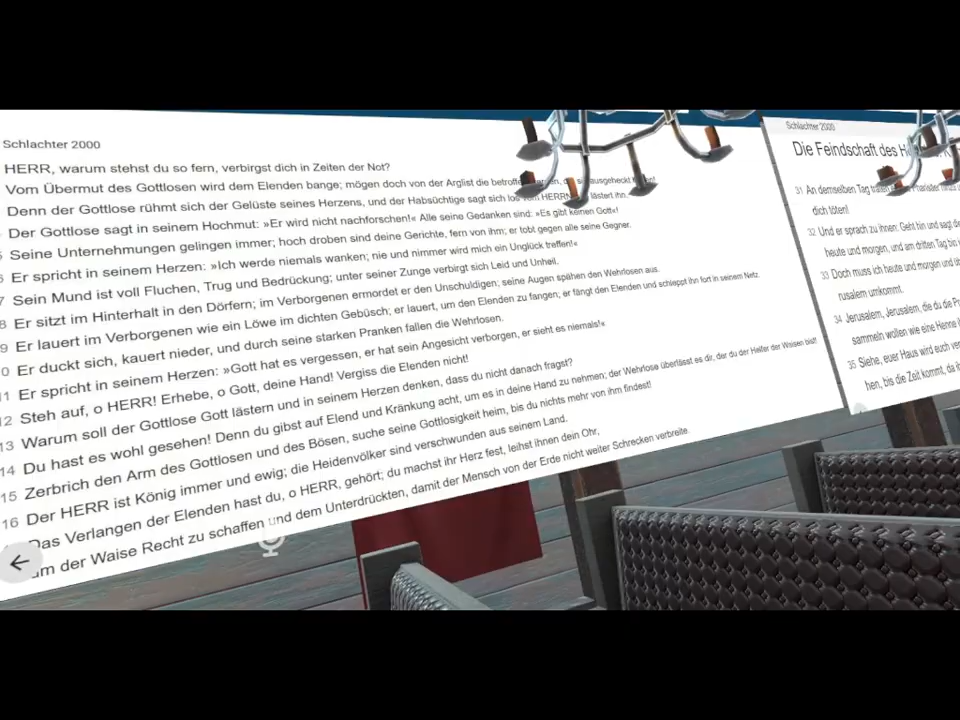 Schlachter 2000
HERR, warum stehst du so fern, verbirgst dich in Zeiten der Not?
Vom Übermut des Gottlosen wird dem Elenden bange; mögen doch von der Arglist die betroffen
Denn der Gottlose rühmt sich der Gelüste seines Herzens, und der Habsüchtige sagt sich los HERRN lästert ihn.
Der Gottlose sagt in seinem Hochmut: »Er wird nicht nachforschen!« Alle seine Gedanken sind: »Es gibt keinen Gott«!
Seine Unternehmungen gelingen immer; hoch droben sind deine Gerichte, fern von ihm; er tobt gegen alle seine Gegner.
6 Er spricht in seinem Herzen: »Ich werde niemals wanken; nie und nimmer wird mich ein Unglück treffen!«
7 Sein Mund ist voll Fluchen, Trug und Bedrückung; unter seiner Zunge verbirgt sich Leid und Unheil.
8 Er sitzt im Hinterhalt in den Dörfern; im Verborgenen ermordet er den Unschuldigen; seine Augen spähen den Wehrlosen aus.
9 Er lauert im Verborgenen wie ein Löwe im dichten Gebüsch; er lauert, um den Elenden zu fangen; er fängt den Elenden und schleppt ihn fort in seinem Netz.
0 Er duckt sich, kauert nieder, und durch seine starken Pranken fallen die Wehrlosen.
11 Er spricht in seinem Herzen: »Gott hat es vergessen, er hat sein Angesicht verborgen, er sieht es niemals!«
12 Steh auf, o HERR! Erhebe, o Gott, deine Hand! Vergiss die Elenden nicht!
13 Warum soll der Gottlose Gott lästern und in seinem Herzen denken, dass du nicht danach fragst?
14 Du hast es wohl gesehen! Denn du gibst auf Elend und Kränkung acht, um es in deine Hand zu nehmen; der Wehrlose überlässt es dir, der du der Helfer der Waisen bist!
15 Zerbrich den Arm des Gottlosen und des Bösen, suche seine Gottlosigkeit heim, bis du nichts mehr von ihm findest!
16 Der HERR ist König immer und ewig; die Heidenvölker sind verschwunden aus seinem Land.
Das Verlangen der Elenden hast du, o HERR, gehört; du machst ihr Herz fest, leihst ihnen dein Ohr,
um der Waise Recht zu schaffen und dem Unterdrückten, damit der Mensch von der Erde nicht weiter Schrecken verbreite.
Schlachter 2000
Die Feindschaft des
31 An demselben Tag
dich töten!
32 Und er sprach zu ihnen: Geht hin und sagt
heute und morgen, und am dritten Tag bin
33 Doch muss ich heute und morgen und
rusalem umkommt.
34 Jerusalem, Jerusalem, die du die
sammeln wollen wie eine Henne
35 Siehe, euer Haus wird euch
hen, bis die Zeit kommt, da